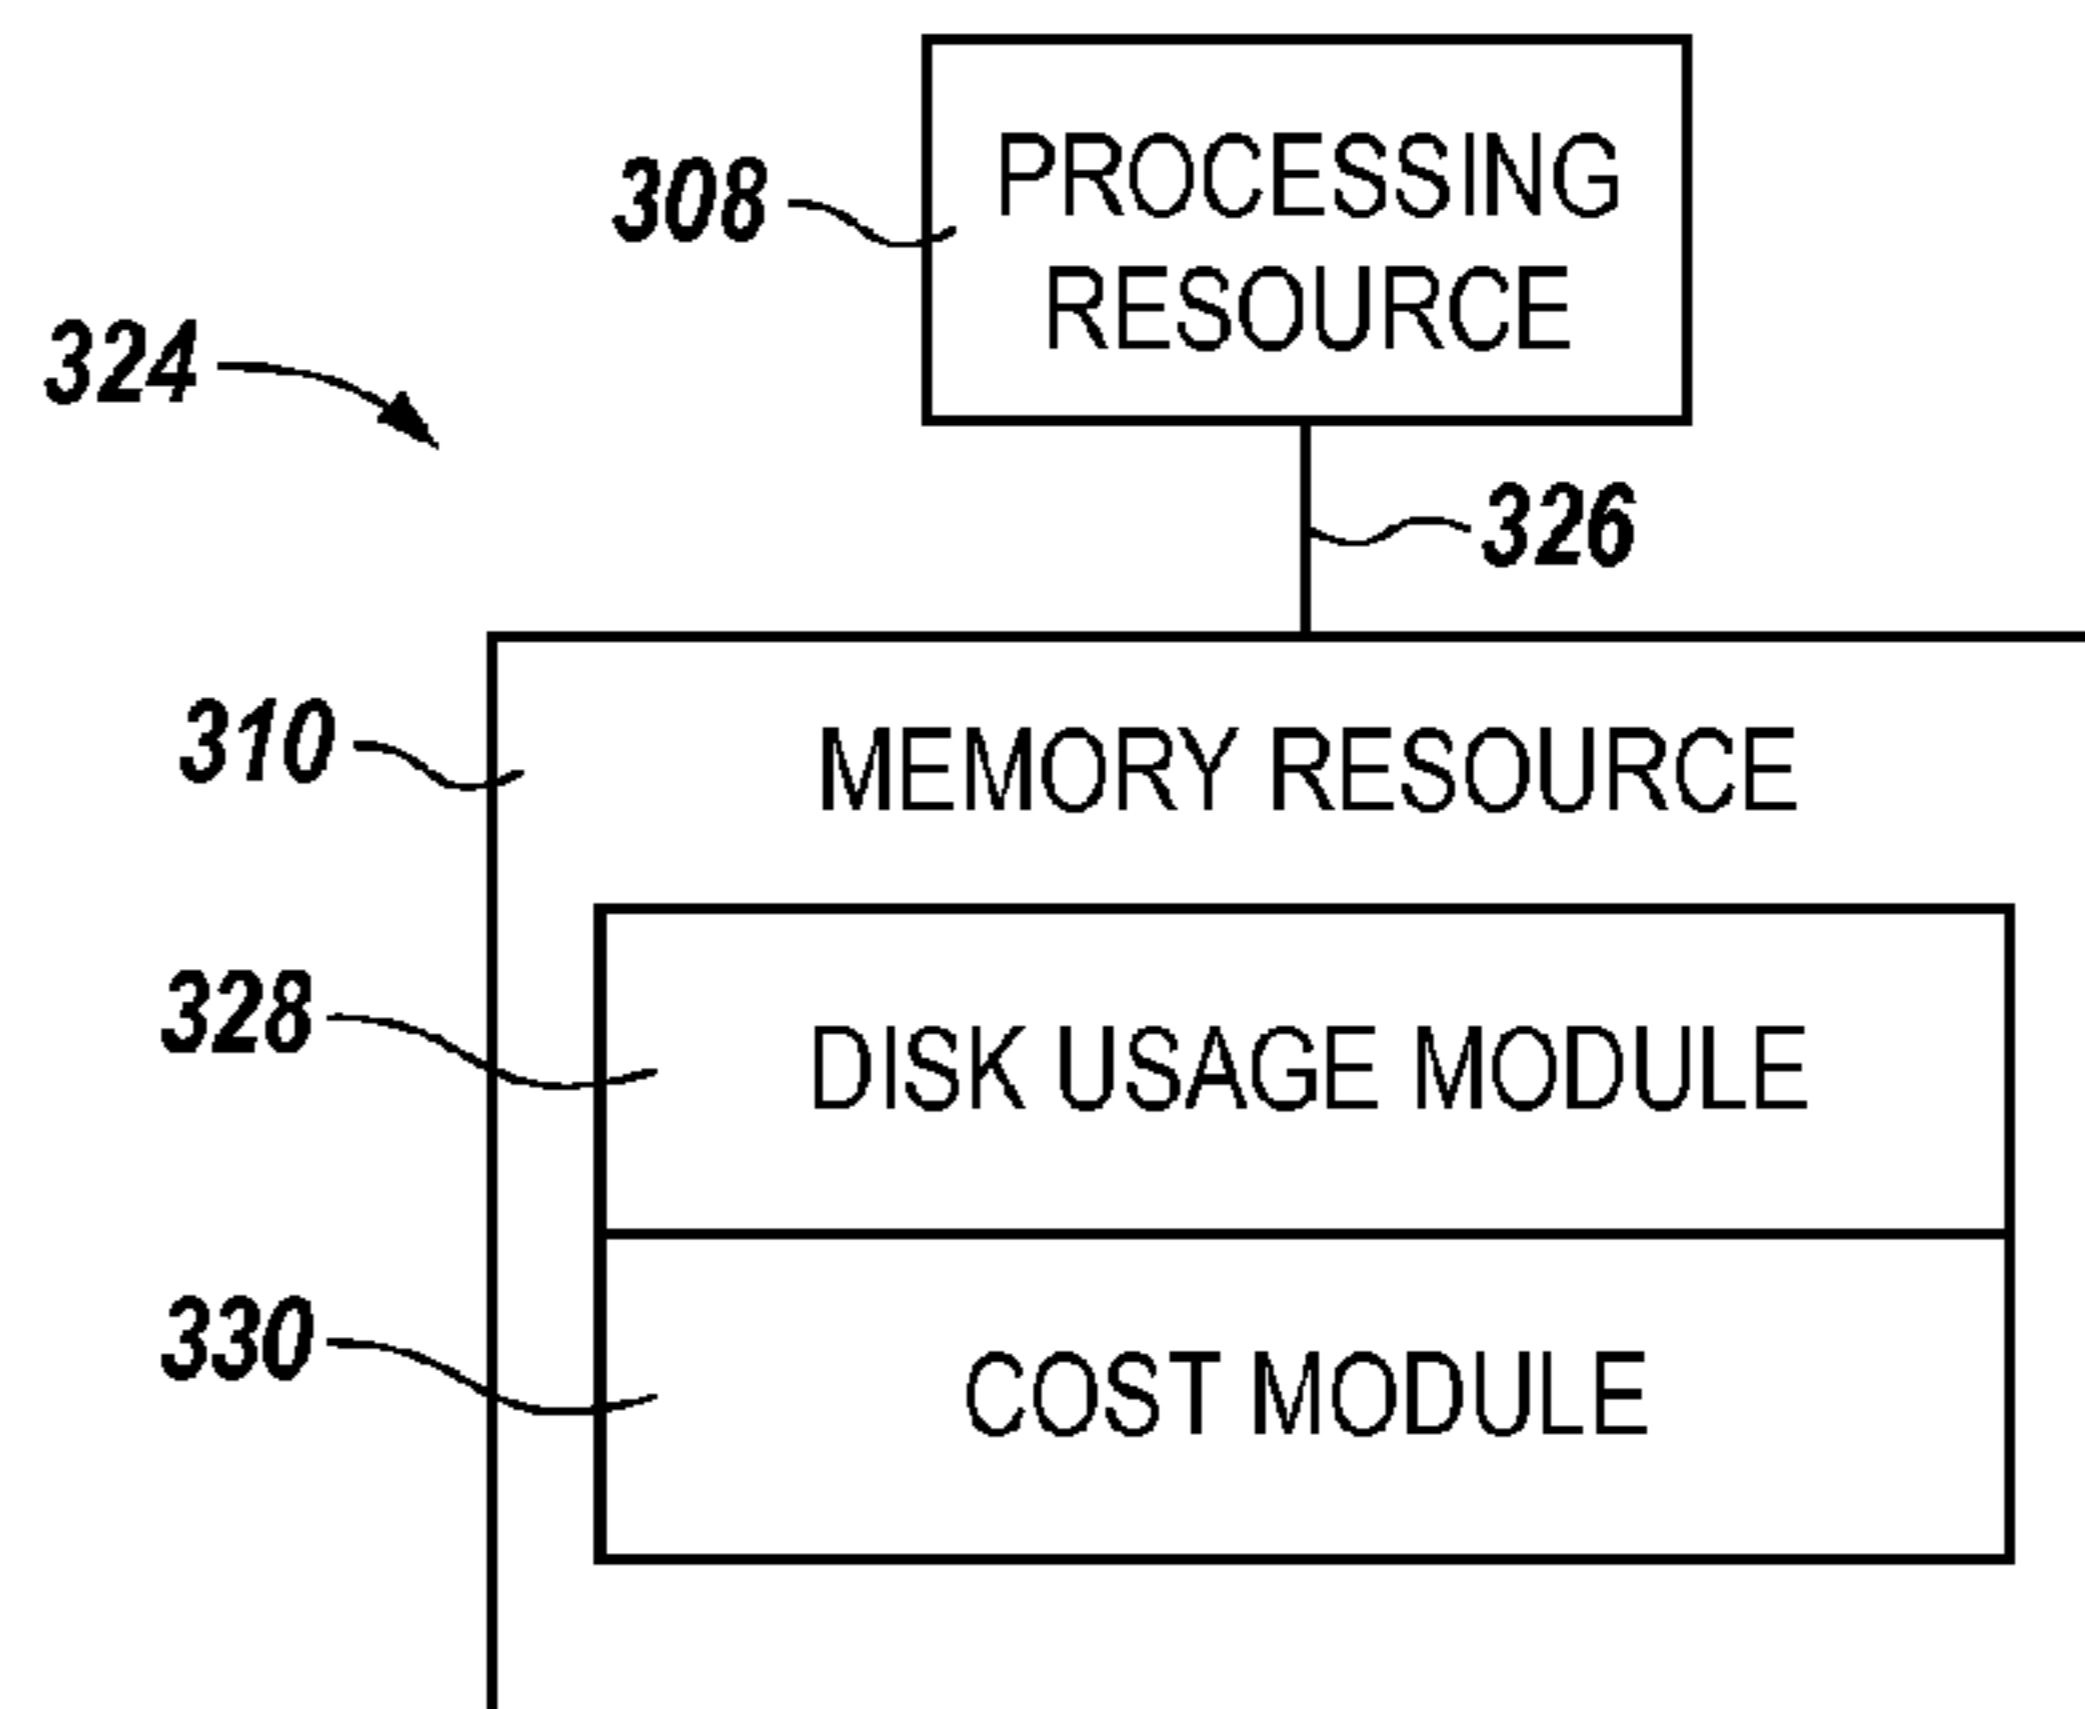 308
PROCESSING
RESOURCE
324
326
310
MEMORY RESOURCE
328
DISK USAGE MODULE
330
COST MODULE